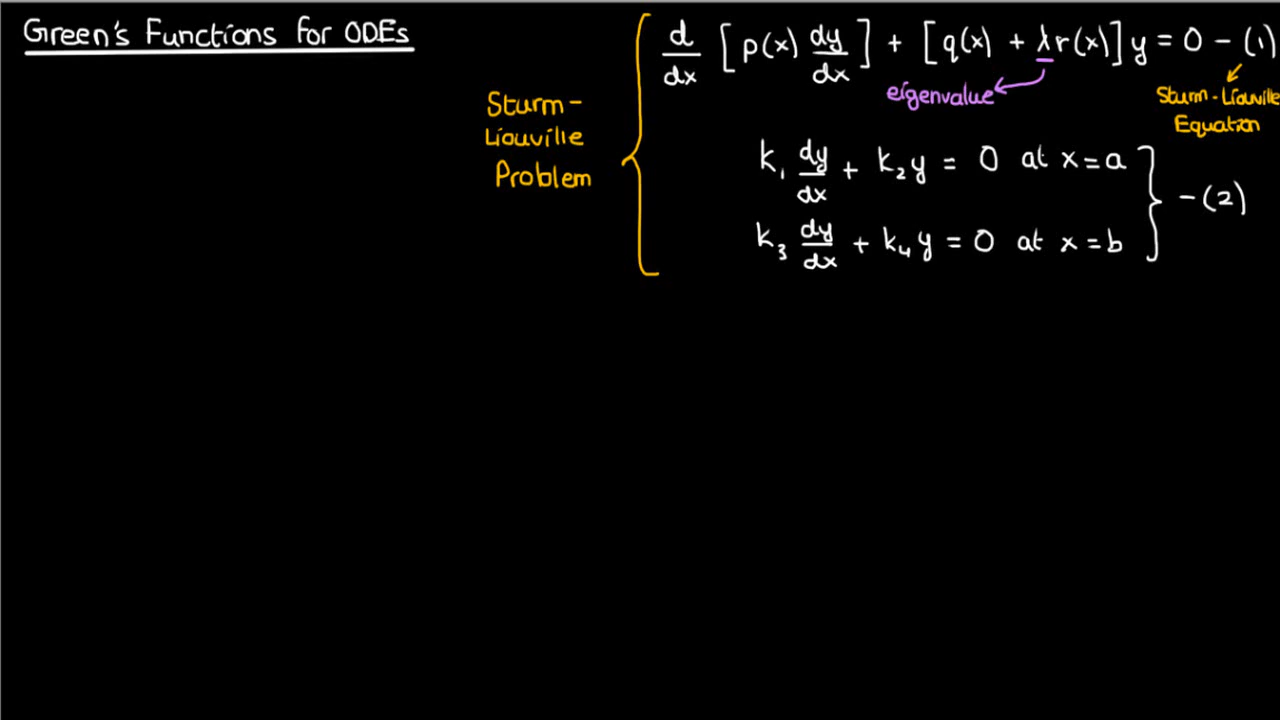 Green's Functions for ODEs
d/dx [p(x) dy/dx] + [q(x) + λr(x)] y = 0 - (1)
eigenvalue
Sturm-Liouville
Equation
Sturm-
Liouville
Problem
k₁ dy/dx + k₂y = 0 at x=a
k₃ dy/dx + k₄y = 0 at x=b
-(2)